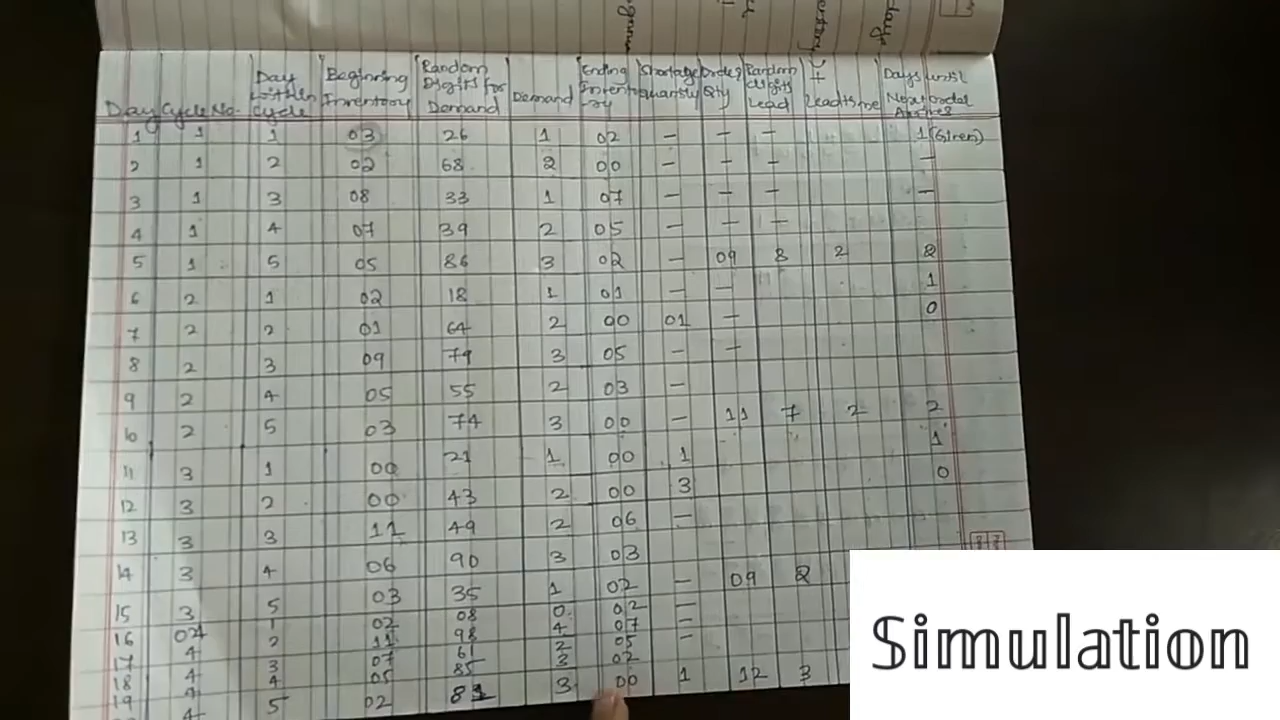 Day Cycle No. Day within cycle Beginning Inventory Random Digits for Demand Demand Ending Inventory Shortage quantity Order Qty Random digits Lead Lead time Days until Next order Arrives
1 1 1 03 26 1 02 – – – 1 (Given)
2 1 2 02 68 2 00 – – – –
3 1 3 08 33 1 07 – – – –
4 1 4 07 39 2 05 – – –
5 1 5 05 86 3 02 – 09 8 2 2
6 2 1 02 18 1 01 – – 1
7 2 2 01 64 2 00 01 – 0
8 2 3 09 79 3 05 – –
9 2 4 05 55 2 03 –
10 2 5 03 74 3 00 – 11 7 2 2
11 3 1 00 21 1 00 1 1
12 3 2 00 43 2 00 3 0
13 3 3 11 49 2 06 –
14 3 4 06 90 3 03
15 3 5 03 35 1 02 – 09 2
16 04 1 02 08 0 02 –
17 4 2 11 98 4 07 –
18 4 3 07 61 2 05 –
19 4 4 05 85 3 02
4 5 02 81 3 00 1 12 3
Simulation